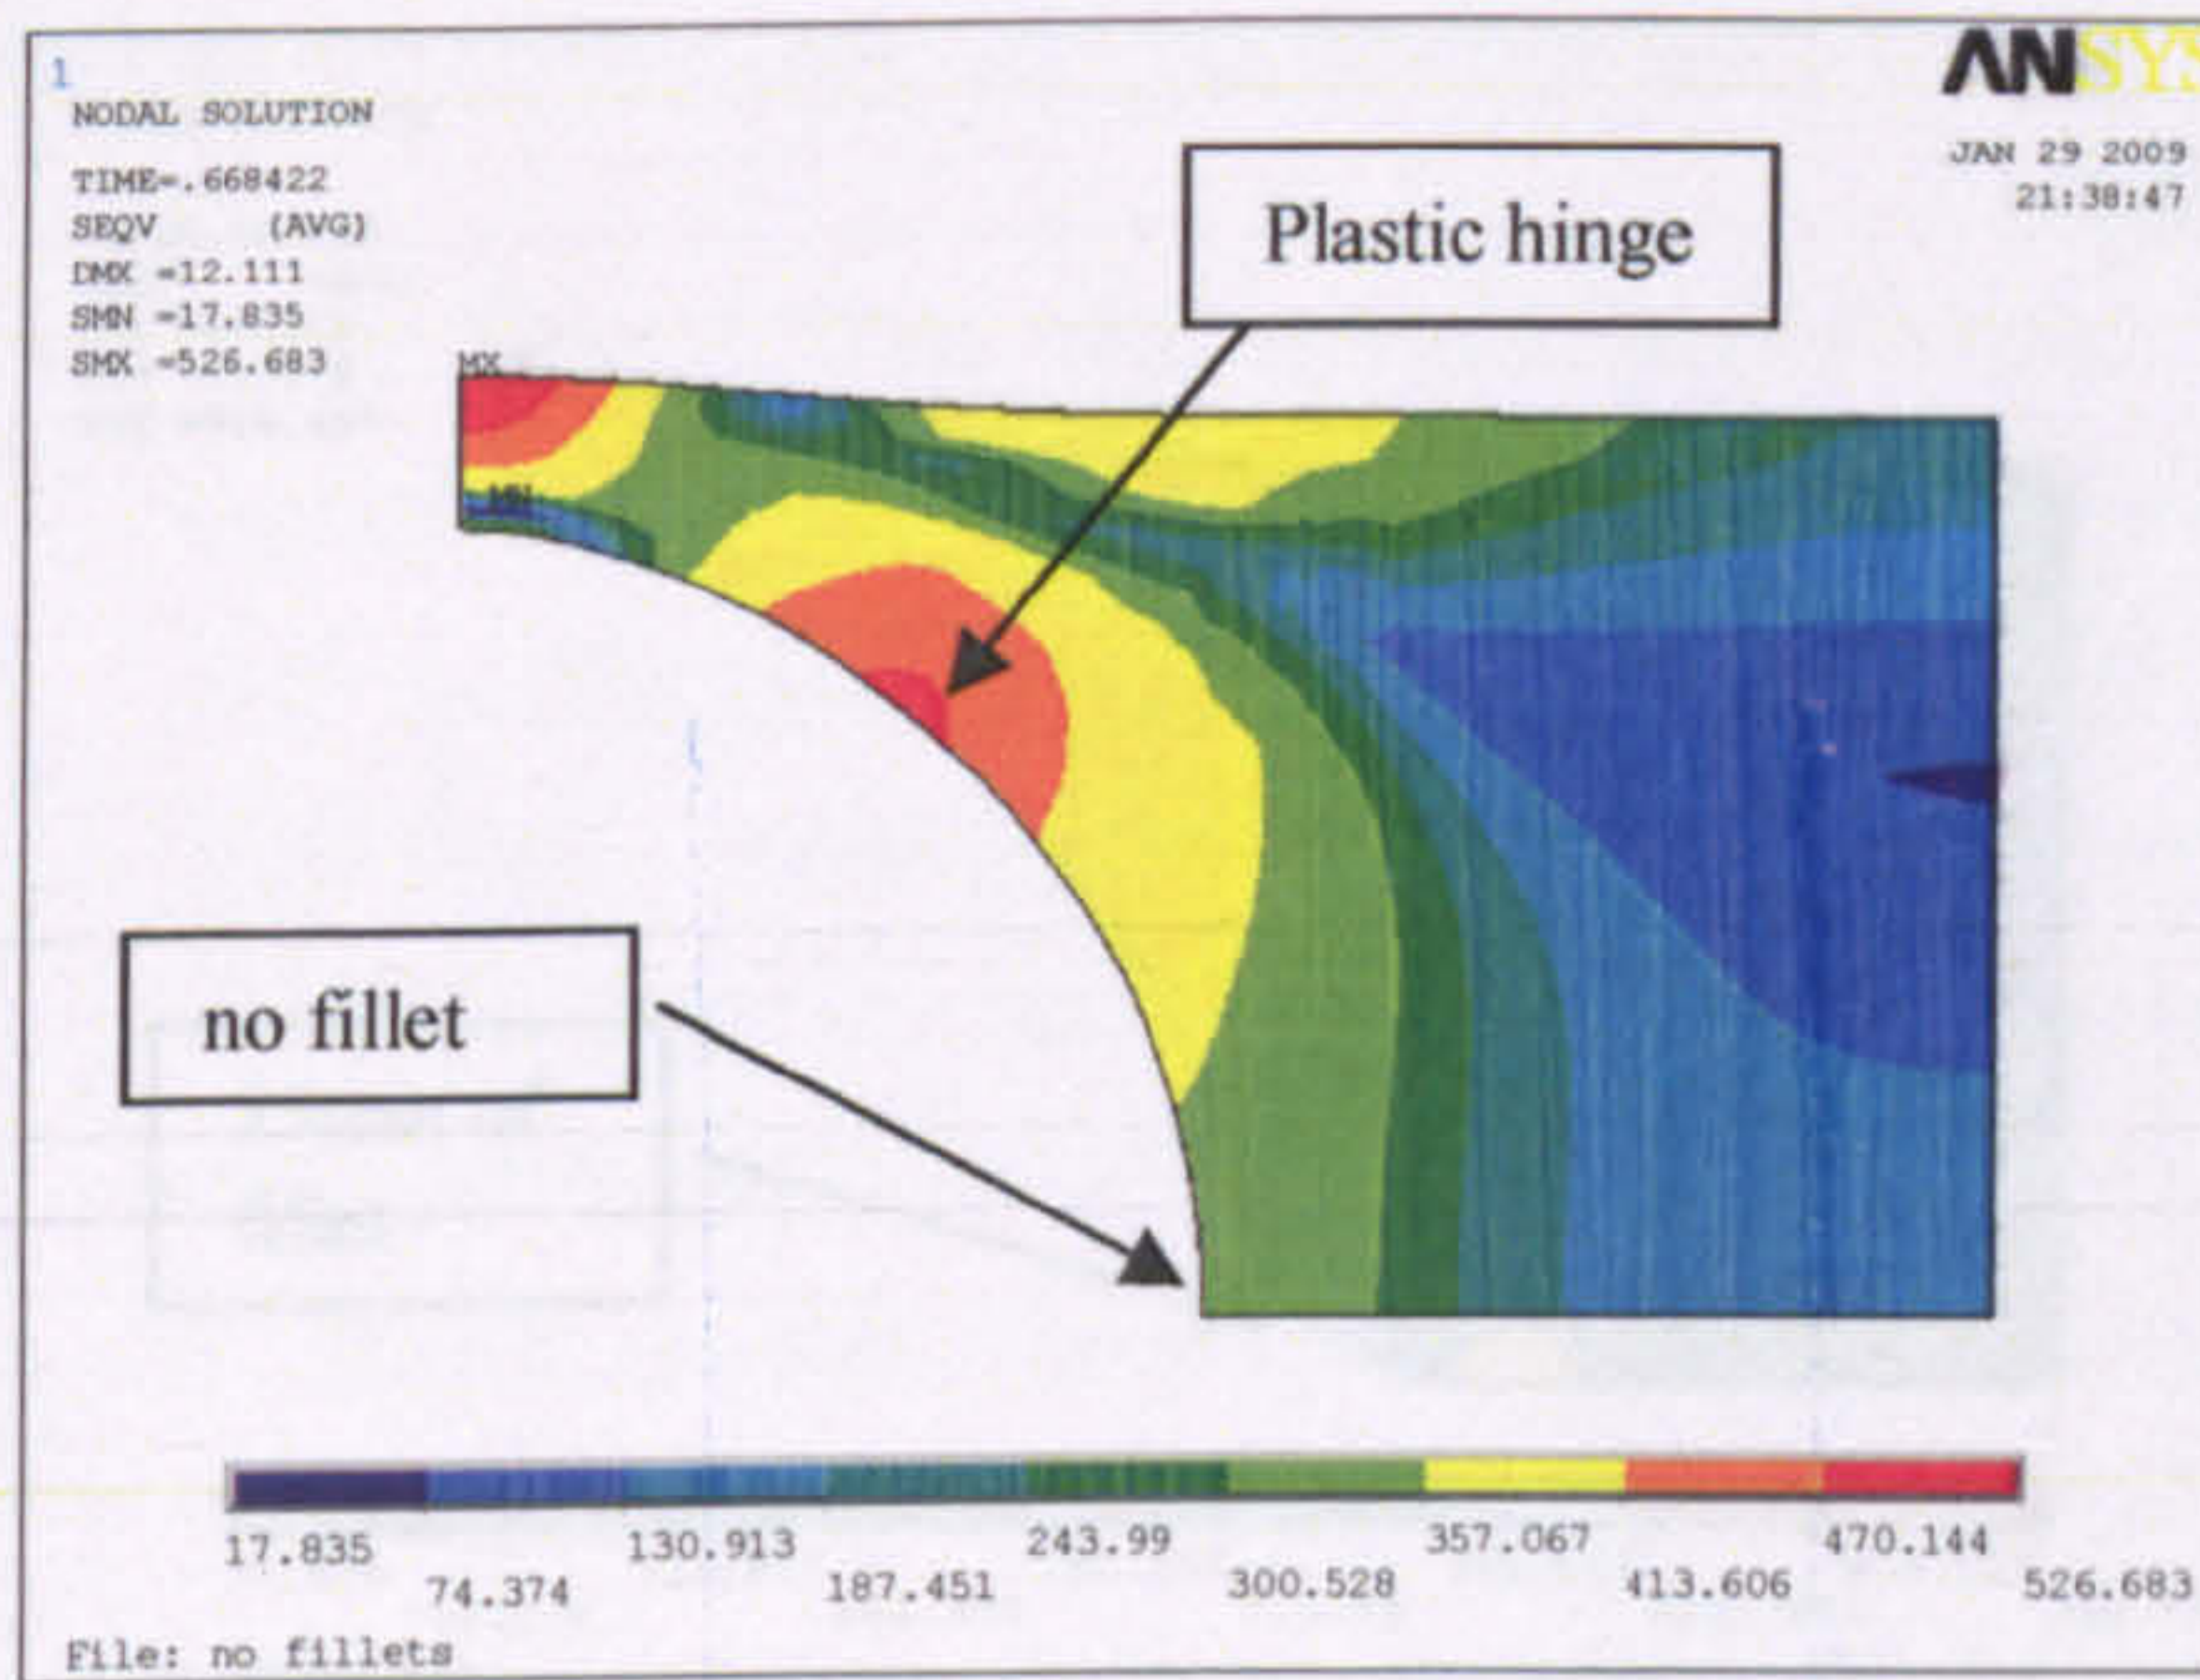 1
NODAL SOLUTION
TIME=.668422
SEQV (AVG)
DMX =12.111
SMN =17.835
SMX =526.683
ANSYS
JAN 29 2009
21:38:47
Plastic hinge
MX
MN
no fillet
17.835 130.913 243.99 357.067 470.144
74.374 187.451 300.528 413.606 526.683
File: no fillets